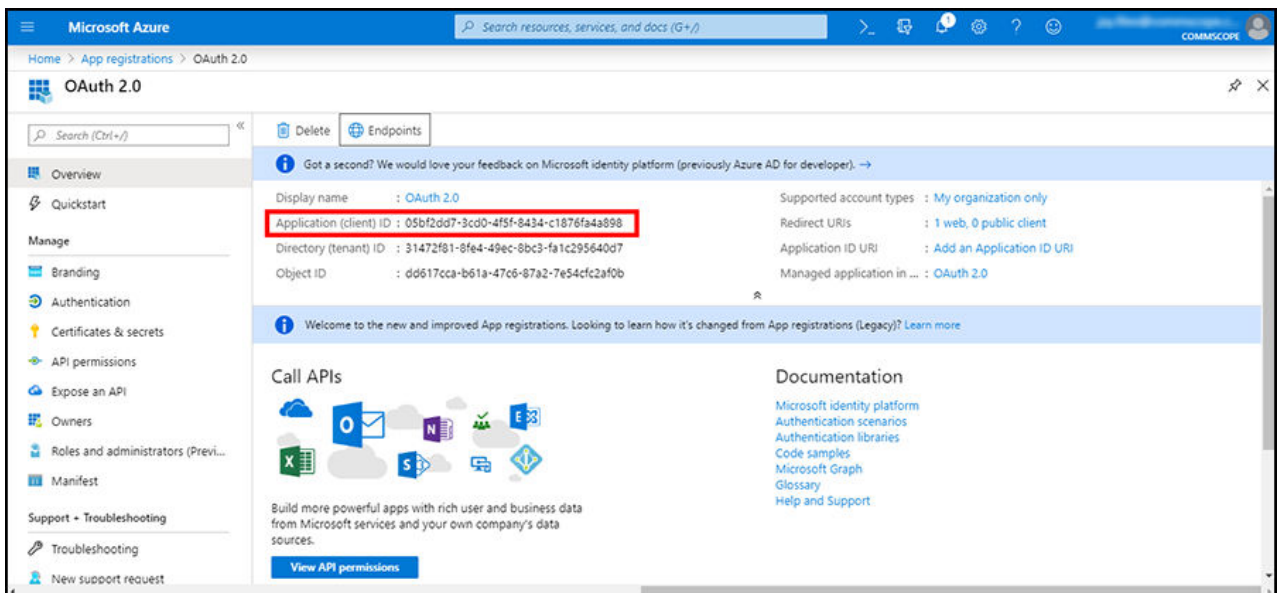 Microsoft Azure
Search resources, services, and docs (G+/)
1
COMMSCOPE
Home > App registrations > OAuth 2.0
OAuth 2.0
Search (Ctrl+/)
Delete
Endpoints
Got a second? We would love your feedback on Microsoft identity platform (previously Azure AD for developer). →
Overview
Quickstart
Manage
Branding
Authentication
Certificates & secrets
API permissions
Expose an API
Owners
Roles and administrators (Previ...
Manifest
Support + Troubleshooting
Troubleshooting
New support request
Display name : OAuth 2.0
Application (client) ID : 05bf2dd7-3cd0-4f5f-8434-c1876fa4a898
Directory (tenant) ID : 31472f81-8fe4-49ec-8bc3-fa1c295640d7
Object ID : dd617cca-b61a-47c6-87a2-7e54cfc2af0b
Supported account types : My organization only
Redirect URIs : 1 web, 0 public client
Application ID URI : Add an Application ID URI
Managed application in ... : OAuth 2.0
Welcome to the new and improved App registrations. Looking to learn how it's changed from App registrations (Legacy)? Learn more
Call APIs
Build more powerful apps with rich user and business data
from Microsoft services and your own company's data
sources.
View API permissions
Documentation
Microsoft identity platform
Authentication scenarios
Authentication libraries
Code samples
Microsoft Graph
Glossary
Help and Support